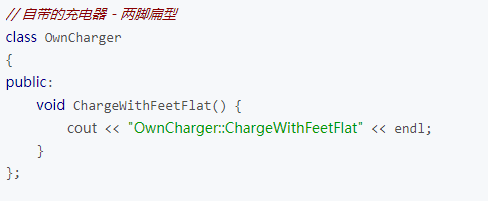 // 自带的充电器 - 两脚扁型
class OwnCharger
{
public:
    void ChargeWithFeetFlat() {
        cout << "OwnCharger::ChargeWithFeetFlat" << endl;
    }
};